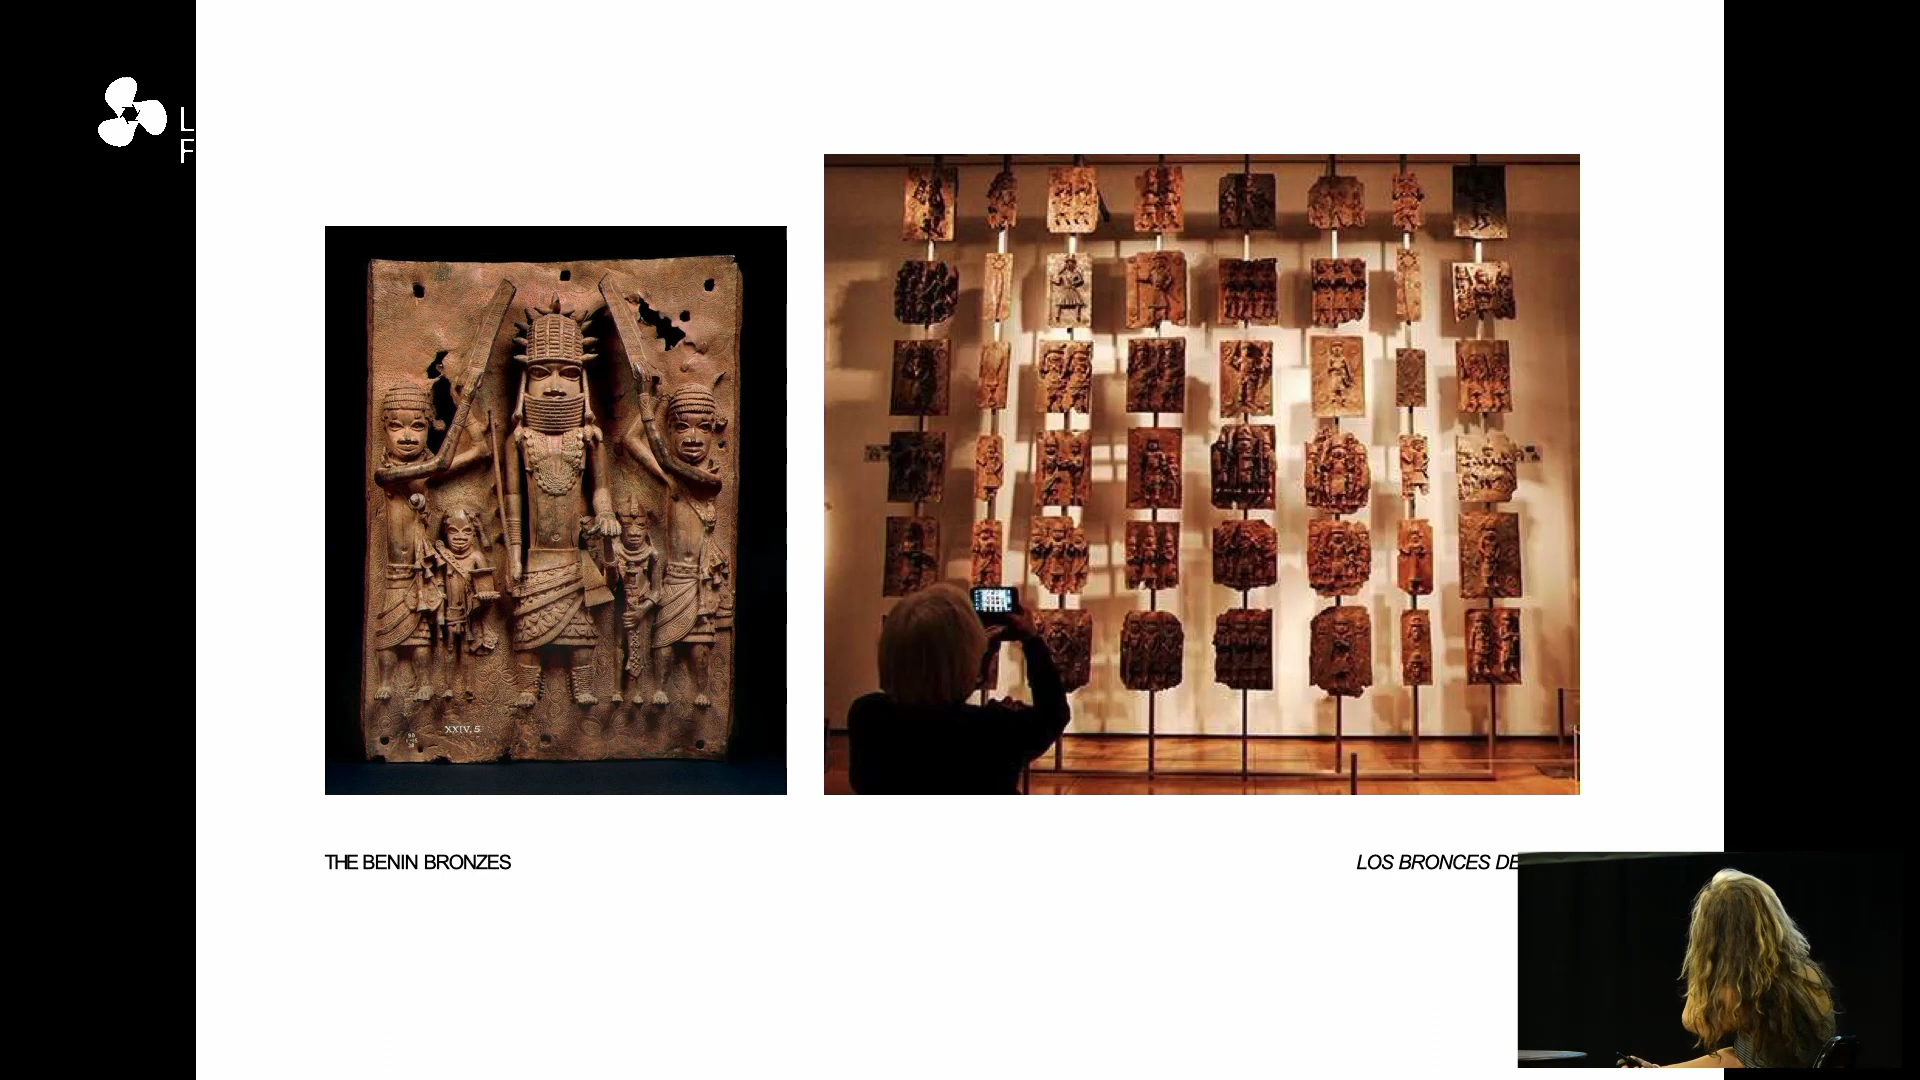 L
F
XXIV, 5
THE BENIN BRONZES
LOS BRONCES DE